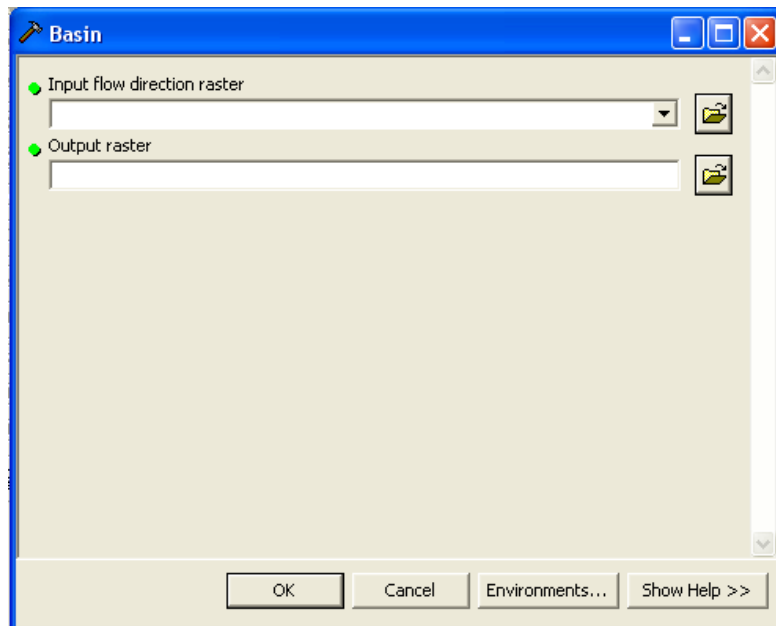 Basin
Input flow direction raster
Output raster
OK Cancel Environments... Show Help >>